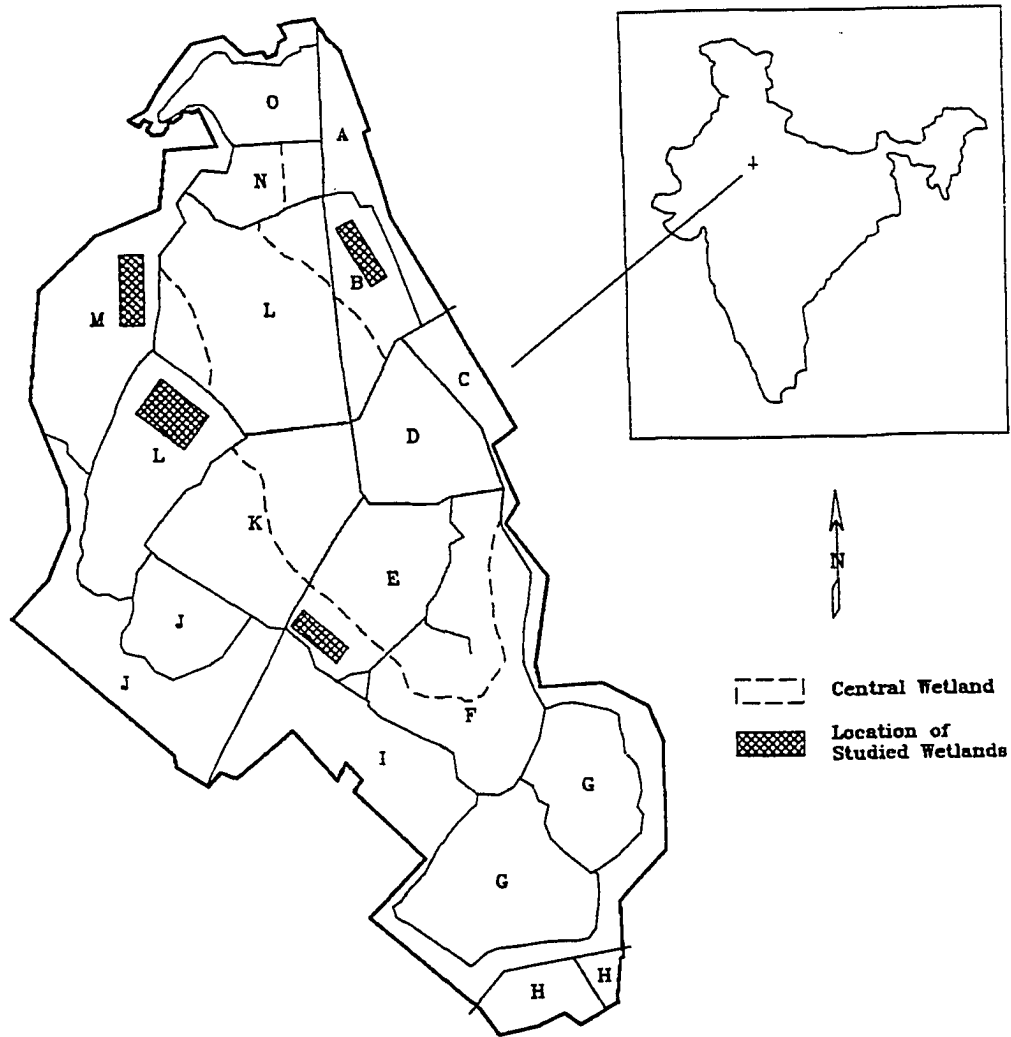 O
A
N
B
M
L
C
D
L
K
E
N
J
J
Central Wetland
F
Location of
Studied Wetlands
I
G
G
H
H